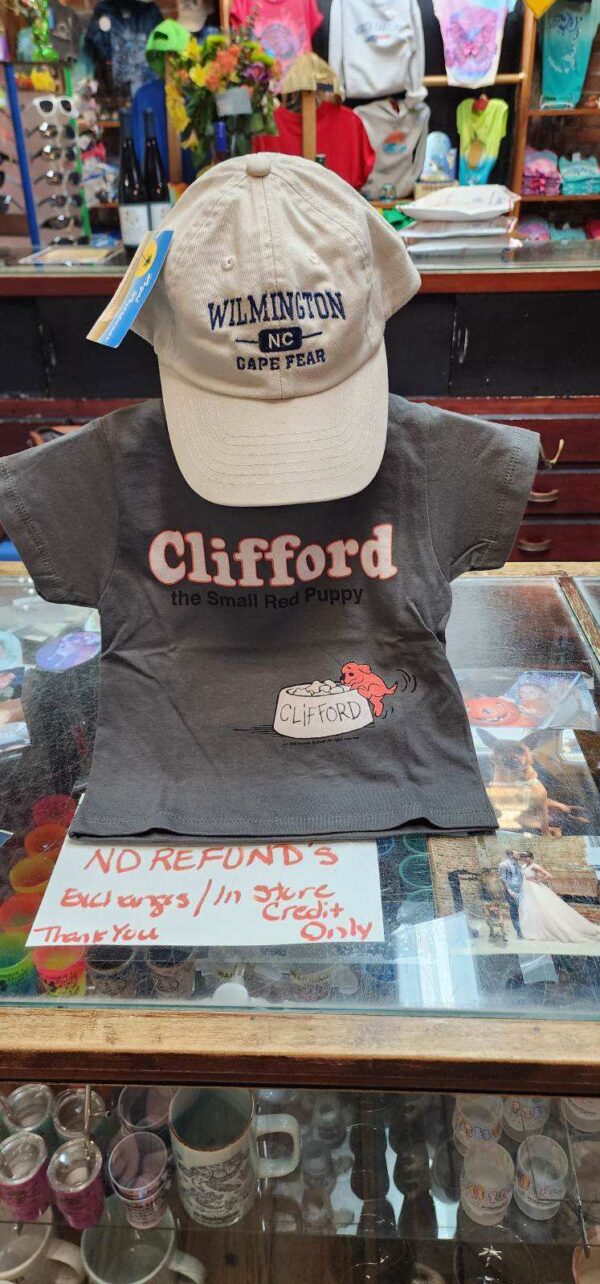 WILMINGTON
NC
CAPE FEAR
Clifford
the Small Red Puppy
CLIFFORD
NO REFUND'S
Exchanges / In Store
Credit
Thank You Only